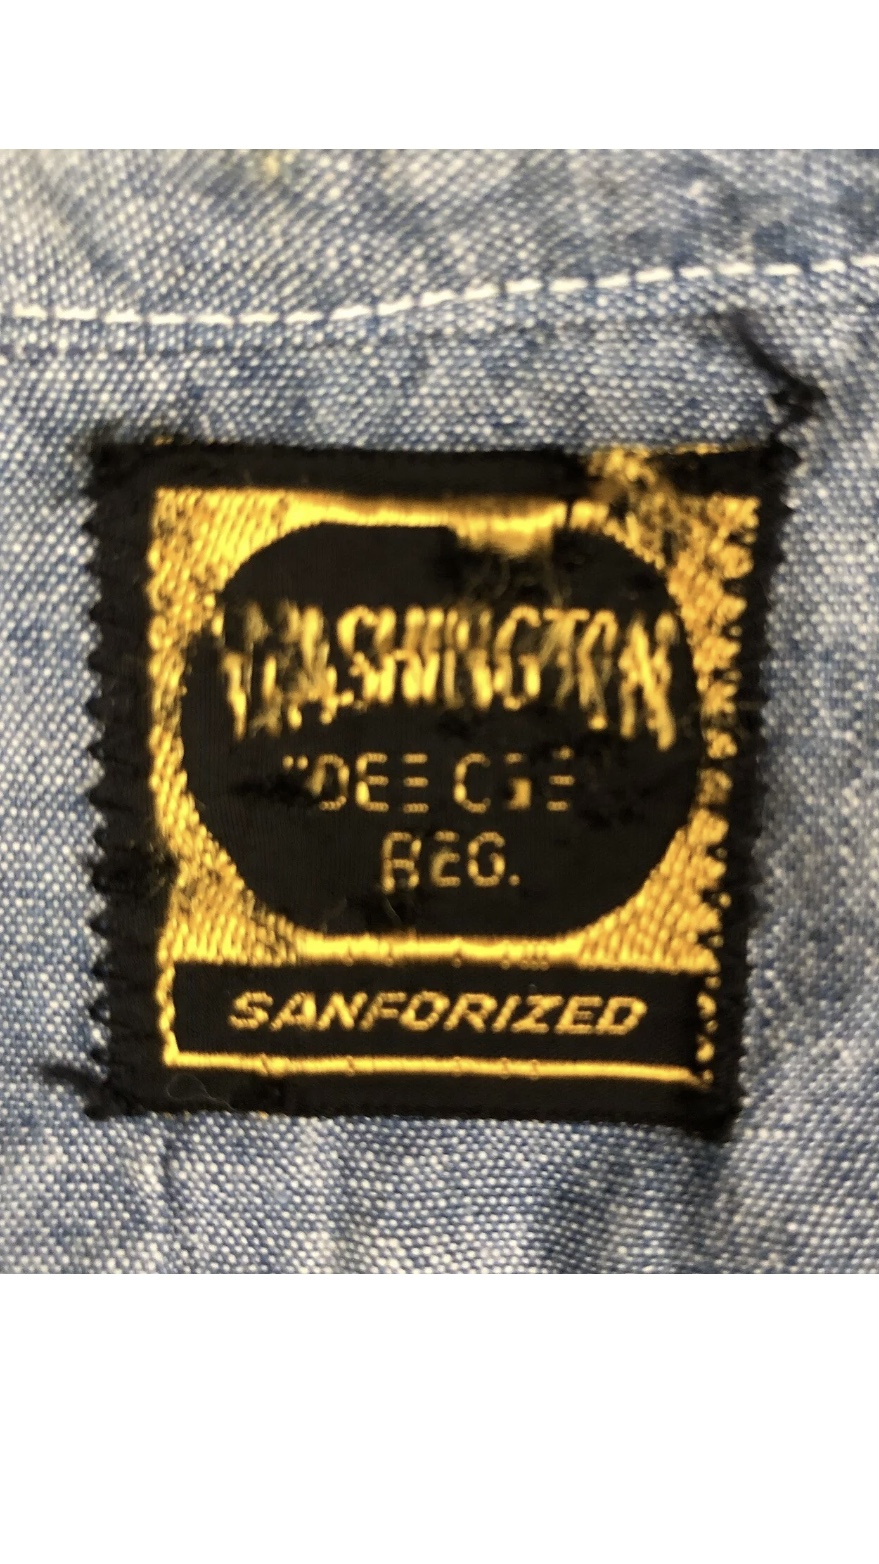 WASHINGTON
"DEE CEE"
REG.
SANFORIZED